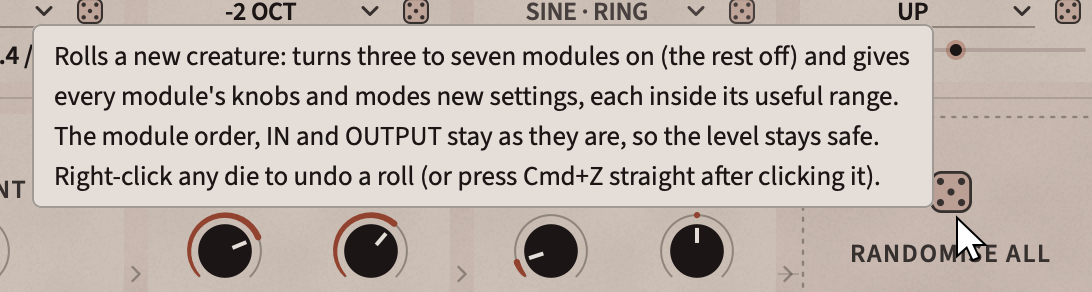 -2 OCT
SINE · RING
UP
.4 /
Rolls a new creature: turns three to seven modules on (the rest off) and gives
every module's knobs and modes new settings, each inside its useful range.
The module order, IN and OUTPUT stay as they are, so the level stays safe.
Right-click any die to undo a roll (or press Cmd+Z straight after clicking it).
NT
RANDOMISE ALL